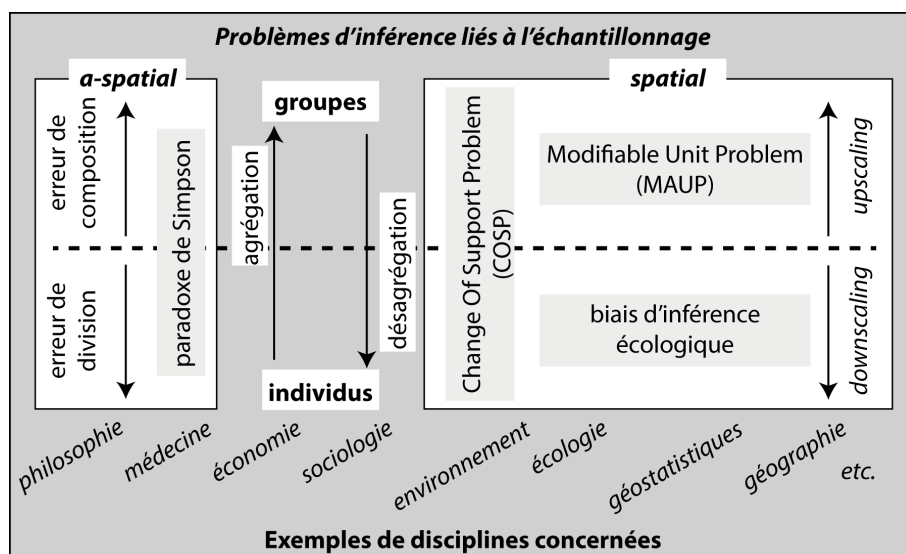 Problèmes d'inférence liés à l'échantillonnage
a-spatial
spatial
erreur de
composition
erreur de
division
paradoxe de Simpson
groupes
agrégation
désagrégation
individus
Change Of Support Problem
(COSP)
Modifiable Unit Problem
(MAUP)
biais d'inférence
écologique
upscaling
downscaling
philosophie
médecine
économie
sociologie
environnement
écologie
géostatistiques
géographie
etc.
Exemples de disciplines concernées